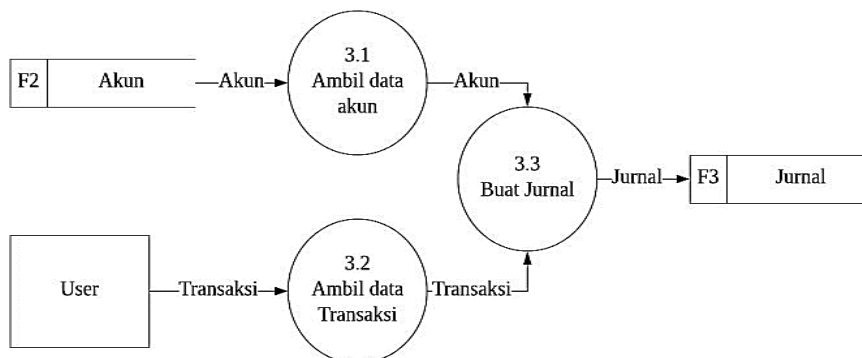 F2
Akun
Akun
3.1
Ambil data
akun
Akun
3.3
Buat Jurnal
Jurnal
F3
Jurnal
User
Transaksi
3.2
Ambil data
Transaksi
Transaksi